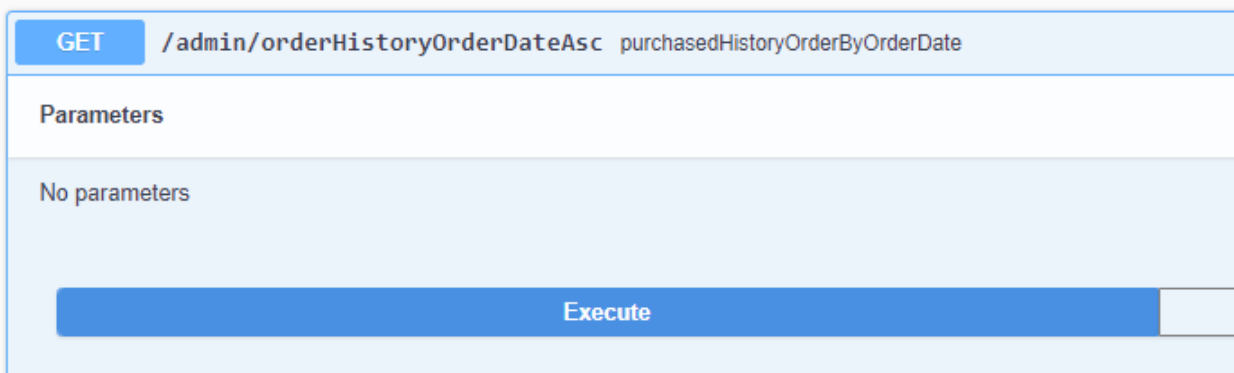 GET /admin/orderHistoryOrderDateAsc purchasedHistoryOrderByOrderDate
Parameters
No parameters
Execute